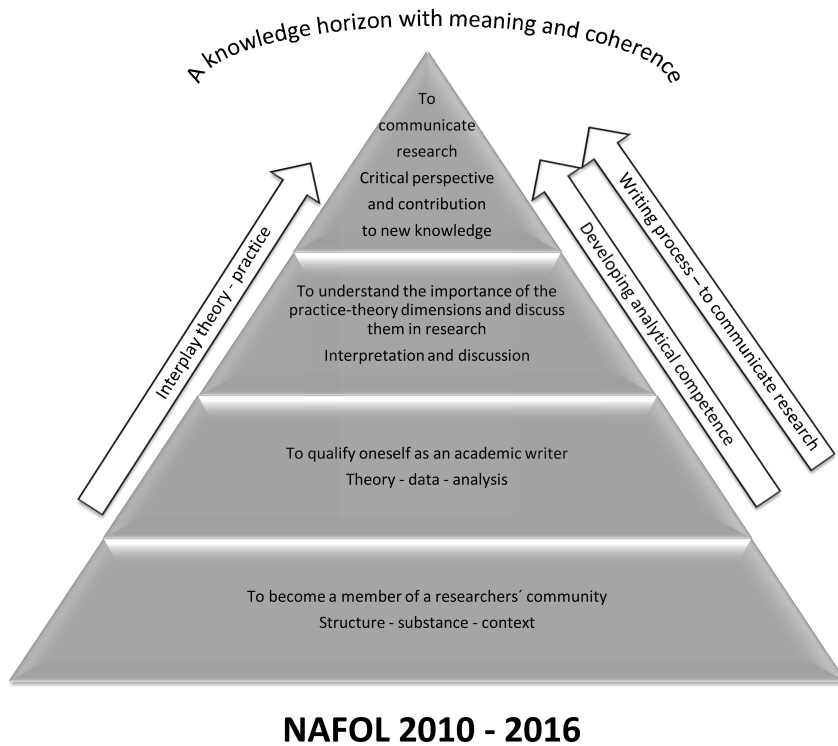 A knowledge horizon with meaning and coherence
To
communicate
research
Critical perspective
and contribution
to new knowledge
Interplay theory - practice
Developing analytical competence
Writing process – to communicate research
To understand the importance of the
practice-theory dimensions and discuss
them in research
Interpretation and discussion
To qualify oneself as an academic writer
Theory - data - analysis
To become a member of a researchers´ community
Structure - substance - context
NAFOL 2010 - 2016